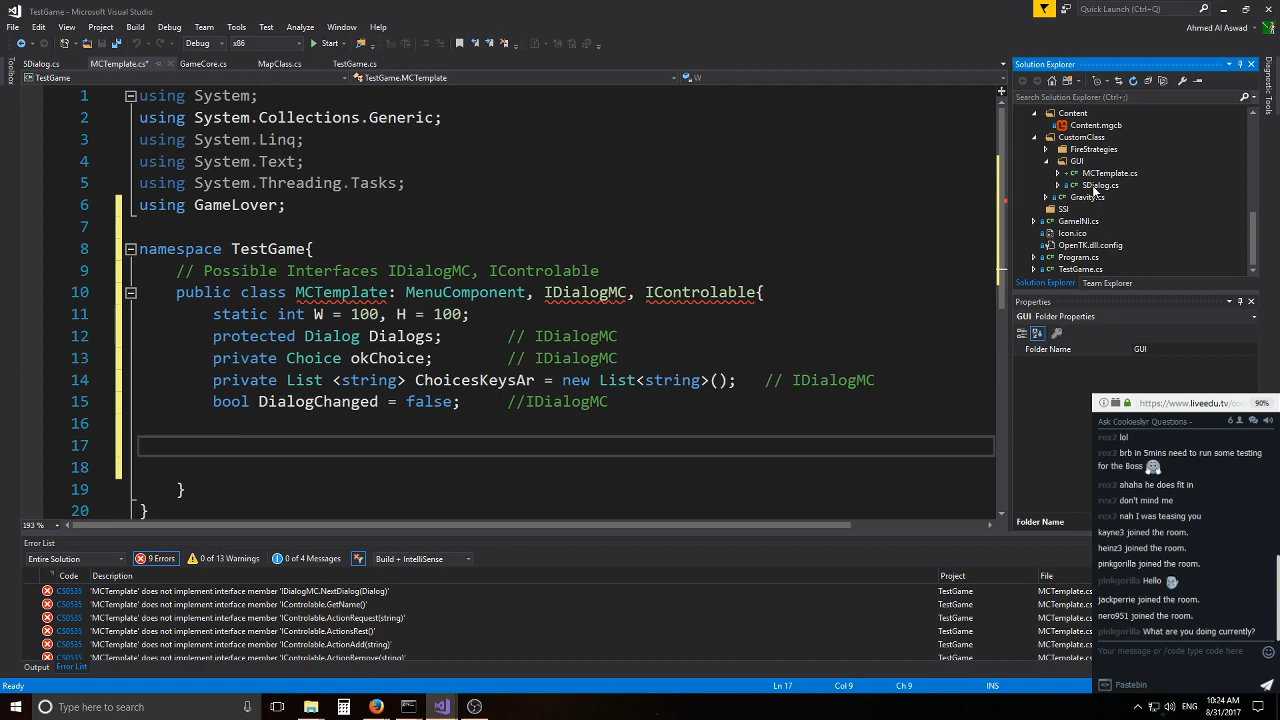 TestGame - Microsoft Visual Studio
Quick Launch (Ctrl+Q)
File Edit View Project Build Debug Team Tools Test Analyze Window Help
Ahmed Al Aswad
Debug x86 Start
SDialog.cs MCTemplate.cs* GameCore.cs MapClass.cs TestGame.cs
TestGame TestGame.MCTemplate W
Toolbox
1 using System;
2 using System.Collections.Generic;
3 using System.Linq;
4 using System.Text;
5 using System.Threading.Tasks;
6 using GameLover;
7
8 namespace TestGame{
9 // Possible Interfaces IDialogMC, IControlable
10 public class MCTemplate: MenuComponent, IDialogMC, IControlable{
11 static int W = 100, H = 100;
12 protected Dialog Dialogs; // IDialogMC
13 private Choice okChoice; // IDialogMC
14 private List <string> ChoicesKeysAr = new List<string>(); // IDialogMC
15 bool DialogChanged = false; //IDialogMC
16
17
18
19 }
20 }
193 %
Solution Explorer
Search Solution Explorer (Ctrl+;)
Content
Content.mgcb
CustomClass
FireStrategies
GUI
MCTemplate.cs
SDialog.cs
Gravity.cs
SSI
GameINI.cs
Icon.ico
OpenTK.dll.config
Program.cs
TestGame.cs
Solution Explorer Team Explorer
Diagnostic Tools
Properties
GUI Folder Properties
Folder Name GUI
Folder Name
Error List
Entire Solution 9 Errors 0 of 13 Warnings 0 of 4 Messages Build + IntelliSense
Code Description Project File
CS0535 'MCTemplate' does not implement interface member 'IDialogMC.NextDialog(Dialog)' TestGame MCTemplate.cs
CS0535 'MCTemplate' does not implement interface member 'IControlable.GetName()' TestGame MCTemplate.cs
CS0535 'MCTemplate' does not implement interface member 'IControlable.ActionRequest(string)' TestGame MCTemplate.cs
CS0535 'MCTemplate' does not implement interface member 'IControlable.ActionsRest()' TestGame MCTemplate.cs
CS0535 'MCTemplate' does not implement interface member 'IControlable.ActionAdd(string)' TestGame MCTemplate.cs
CS0535 'MCTemplate' does not implement interface member 'IControlable.ActionRemove(string)' TestGame MCTemplate.cs
Output Error List
Ready Ln 17 Col 9 Ch 9 INS
https://www.liveedu.tv/co 90%
Ask Cookiesliyr Questions - 6
rex2 lol
rex2 brb in 5mins need to run some testing
for the Boss
rex2 ahaha he does fit in
rex2 don't mind me
rex2 nah I was teasing you
kayne3 joined the room.
heinz3 joined the room.
pinkgorilla joined the room.
pinkgorilla Hello
jackperrie joined the room.
nero951 joined the room.
pinkgorilla What are you doing currently?
Your message or /code type code here
Pastebin
Type here to search
10:24 AM
8/31/2017